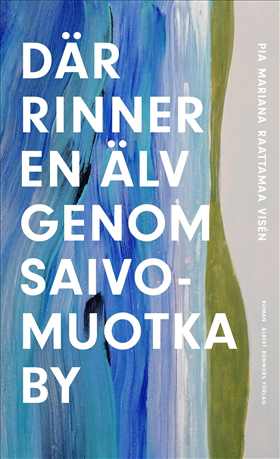 DÄR
RINNER
EN ÄLV
GENOM
SAIVO-
MUOTKA
BY
PIA MARIANA RAATTAMAA VISÉN
ROMAN ALBERT BONNIERS FÖRLAG